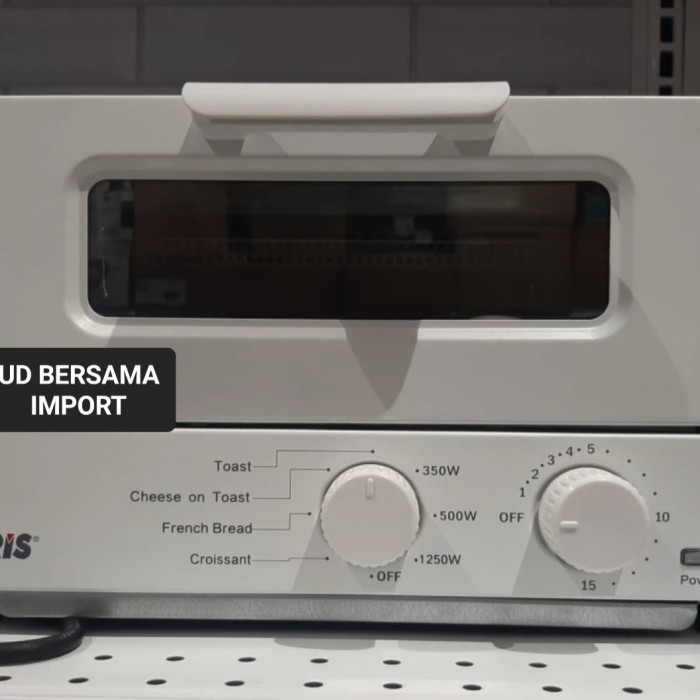 UD BERSAMA
IMPORT
Toast
Cheese on Toast
French Bread
Croissant
350W
500W
1250W
OFF
OFF
1
2
3
4
5
10
15